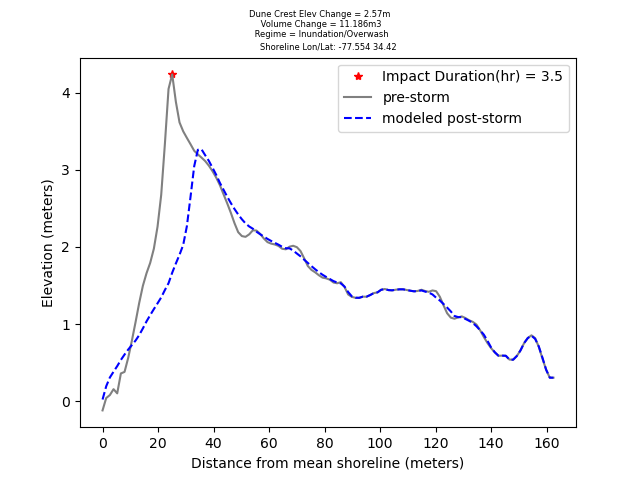 Dune Crest Elev Change = 2.57m
Volume Change = 11.186m3
Regime = Inundation/Overwash
Shoreline Lon/Lat: -77.554 34.42
Impact Duration(hr) = 3.5
pre-storm
modeled post-storm
Elevation (meters)
4
3
2
1
0
0 20 40 60 80 100 120 140 160
Distance from mean shoreline (meters)